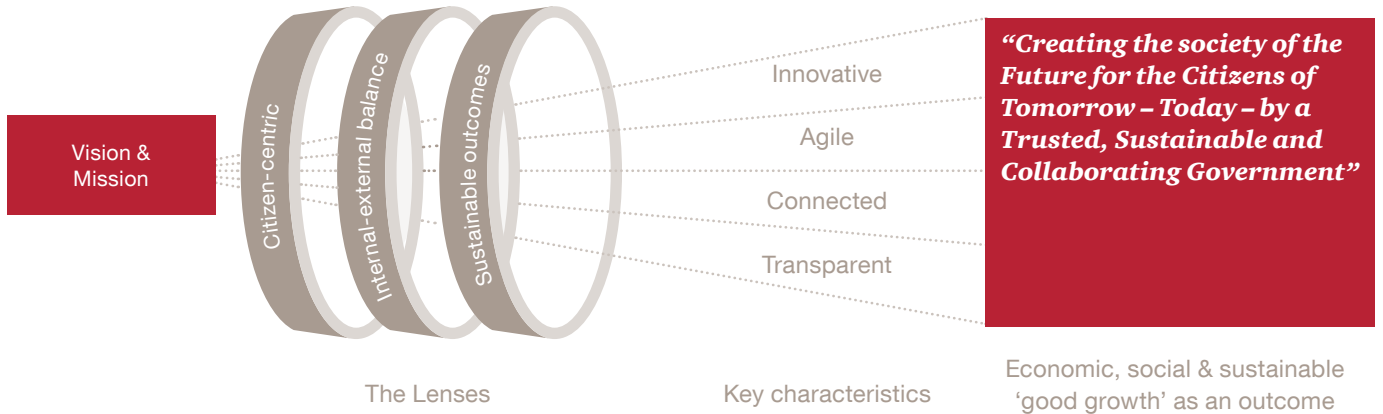 Vision &
Mission
Citizen-centric
Internal-external balance
Sustainable outcomes
Innovative
Agile
Connected
Transparent
“Creating the society of the
Future for the Citizens of
Tomorrow – Today – by a
Trusted, Sustainable and
Collaborating Government”
The Lenses
Key characteristics
Economic, social & sustainable
‘good growth’ as an outcome